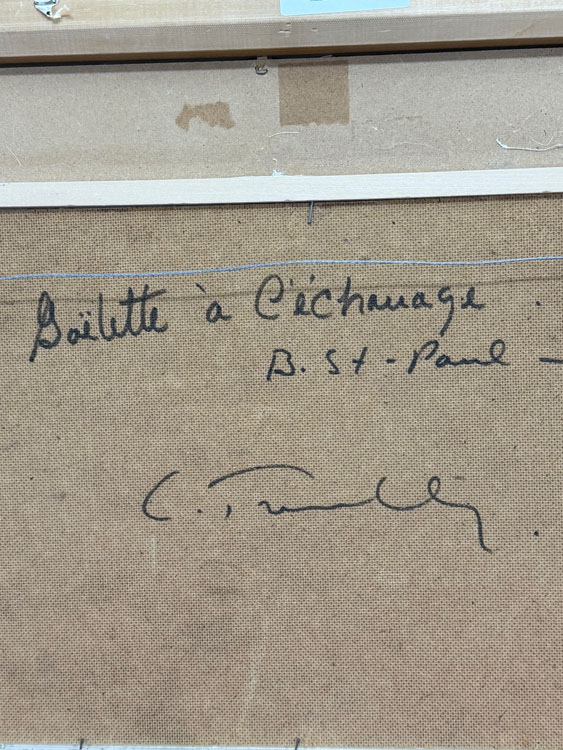 Goëlette à l'échouage.
B. St-Paul –